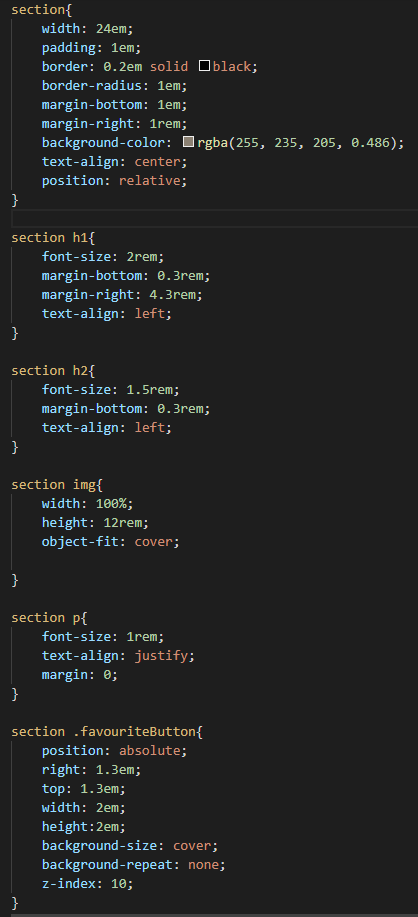 section{
    width: 24em;
    padding: 1em;
    border: 0.2em solid black;
    border-radius: 1em;
    margin-bottom: 1em;
    margin-right: 1rem;
    background-color: rgba(255, 235, 205, 0.486);
    text-align: center;
    position: relative;
}

section h1{
    font-size: 2rem;
    margin-bottom: 0.3rem;
    margin-right: 4.3rem;
    text-align: left;
}

section h2{
    font-size: 1.5rem;
    margin-bottom: 0.3rem;
    text-align: left;
}

section img{
    width: 100%;
    height: 12rem;
    object-fit: cover;

}

section p{
    font-size: 1rem;
    text-align: justify;
    margin: 0;
}

section .favouriteButton{
    position: absolute;
    right: 1.3em;
    top: 1.3em;
    width: 2em;
    height:2em;
    background-size: cover;
    background-repeat: none;
    z-index: 10;
}